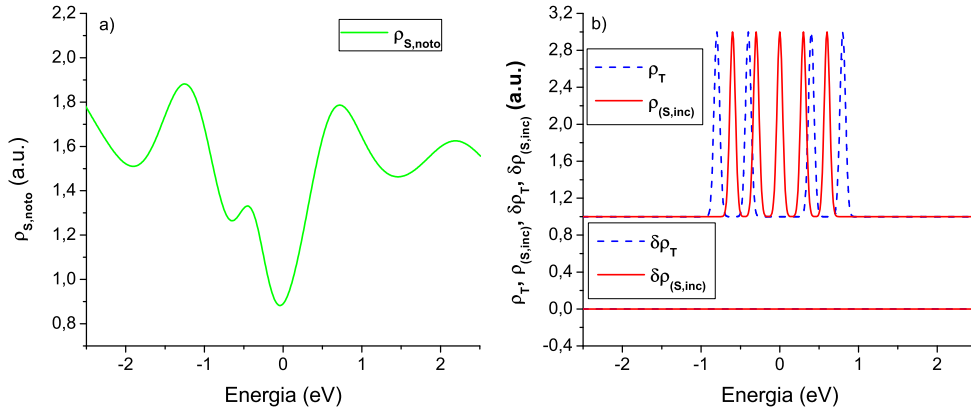 a)
ρS,noto
2,2
2,0
1,8
1,6
1,4
1,2
1,0
0,8
ρS,noto (a.u.)
-2 -1 0 1 2
Energia (eV)
b)
ρT
ρ(S,inc)
δρT
δρ(S,inc)
3,2
2,8
2,4
2,0
1,6
1,2
0,8
0,4
0,0
-0,4
ρT, ρ(S,inc), δρT, δρ(S,inc) (a.u.)
-2 -1 0 1 2
Energia (eV)